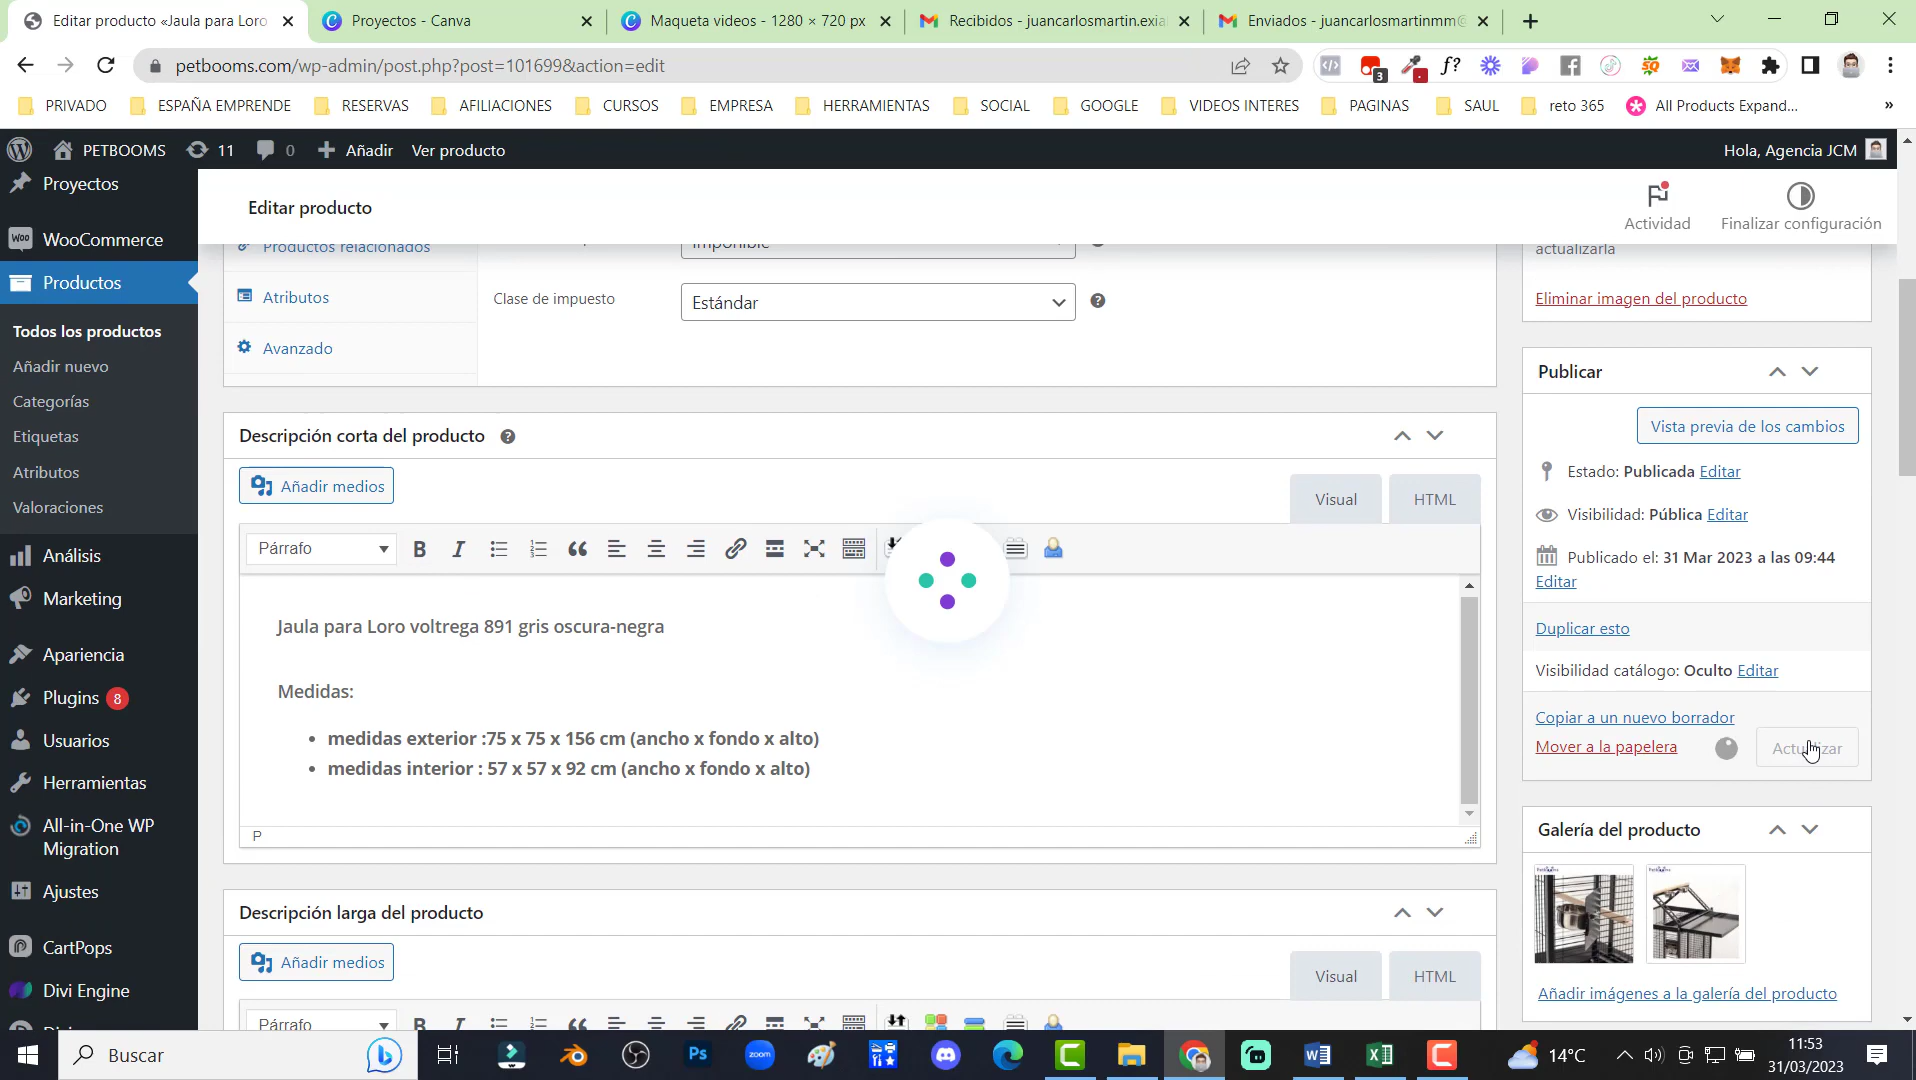 Editar producto «Jaula para Loro
Proyectos - Canva
Maqueta videos - 1280 × 720 px
Recibidos - juancarlosmartin.exia
Enviados - juancarlosmartinmm@
petbooms.com/wp-admin/post.php?post=101699&action=edit
3
f?
PRIVADO
ESPAÑA EMPRENDE
RESERVAS
AFILIACIONES
CURSOS
EMPRESA
HERRAMIENTAS
SOCIAL
GOOGLE
VIDEOS INTERES
PAGINAS
SAUL
reto 365
All Products Expand...
»
PETBOOMS
11
0
Añadir
Ver producto
Hola, Agencia JCM
Proyectos
WooCommerce
Productos
Todos los productos
Añadir nuevo
Categorías
Etiquetas
Atributos
Valoraciones
Análisis
Marketing
Apariencia
Plugins 8
Usuarios
Herramientas
All-in-One WP
Migration
Ajustes
CartPops
Divi Engine
Editar producto
Actividad
Finalizar configuración
Productos relacionados
Atributos
Avanzado
Imponible
Clase de impuesto
Estándar
Descripción corta del producto
Añadir medios
Visual
HTML
Párrafo
Jaula para Loro voltrega 891 gris oscura-negra
Medidas:
• medidas exterior :75 x 75 x 156 cm (ancho x fondo x alto)
• medidas interior : 57 x 57 x 92 cm (ancho x fondo x alto)
P
Descripción larga del producto
Añadir medios
Visual
HTML
Párrafo
actualizarla
Eliminar imagen del producto
Publicar
Vista previa de los cambios
Estado: Publicada Editar
Visibilidad: Pública Editar
Publicado el: 31 Mar 2023 a las 09:44
Editar
Duplicar esto
Visibilidad catálogo: Oculto Editar
Copiar a un nuevo borrador
Mover a la papelera
Actualizar
Galería del producto
Añadir imágenes a la galería del producto
Buscar
Ps
zoom
14°C
11:53
31/03/2023